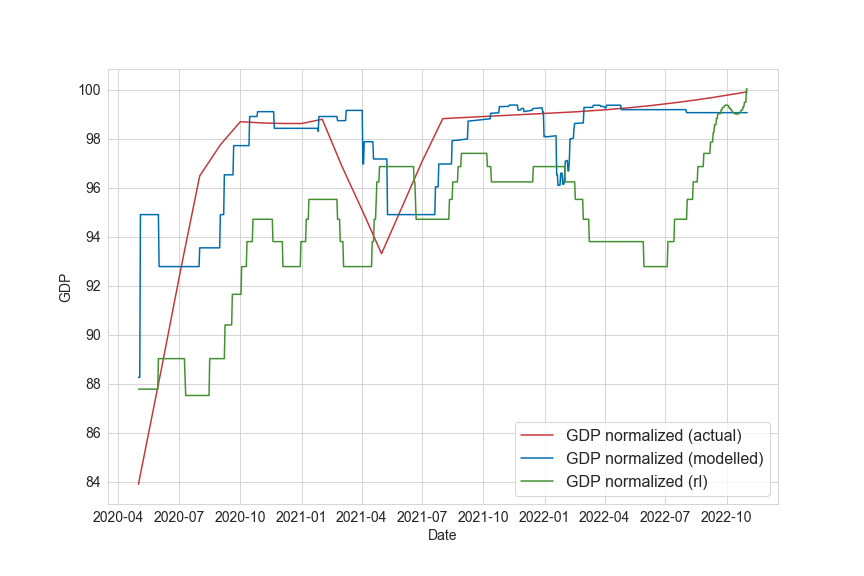 100
98
96
94
92
90
88
86
84
GDP
GDP normalized (actual)
GDP normalized (modelled)
GDP normalized (rl)
2020-04 2020-07 2020-10 2021-01 2021-04 2021-07 2021-10 2022-01 2022-04 2022-07 2022-10
Date